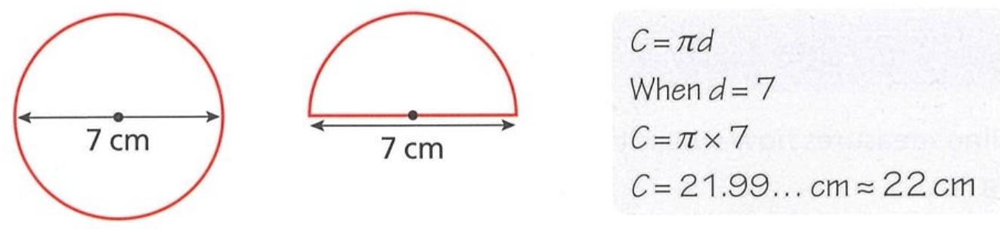 7 cm
7 cm
C = πd
When d = 7
C = π × 7
C = 21.99... cm ≈ 22 cm